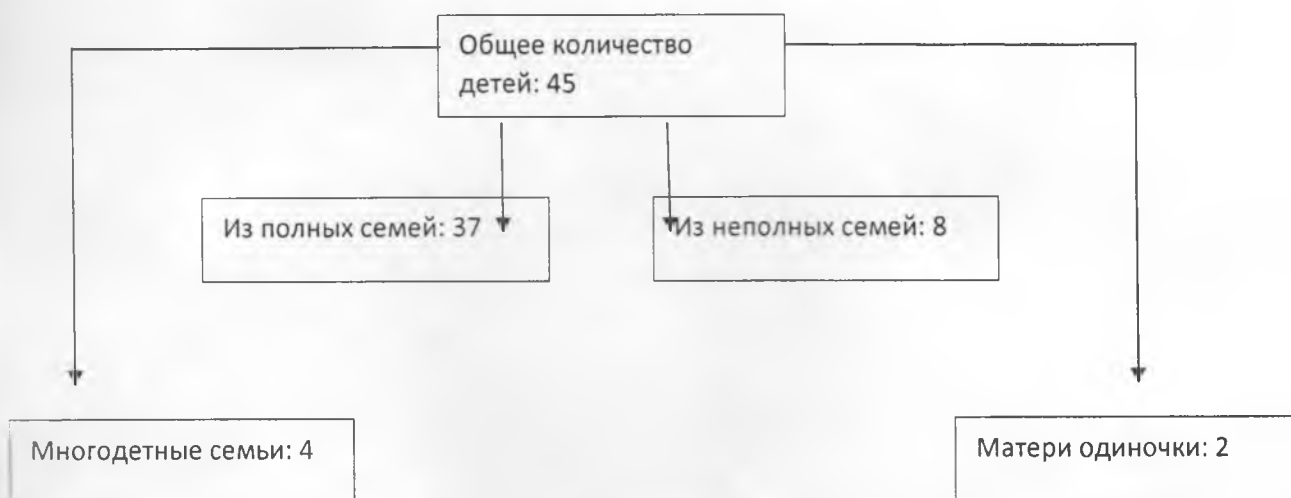 Общее количество
детей: 45
Из полных семей: 37
Из неполных семей: 8
Многодетные семьи: 4
Матери одиночки: 2